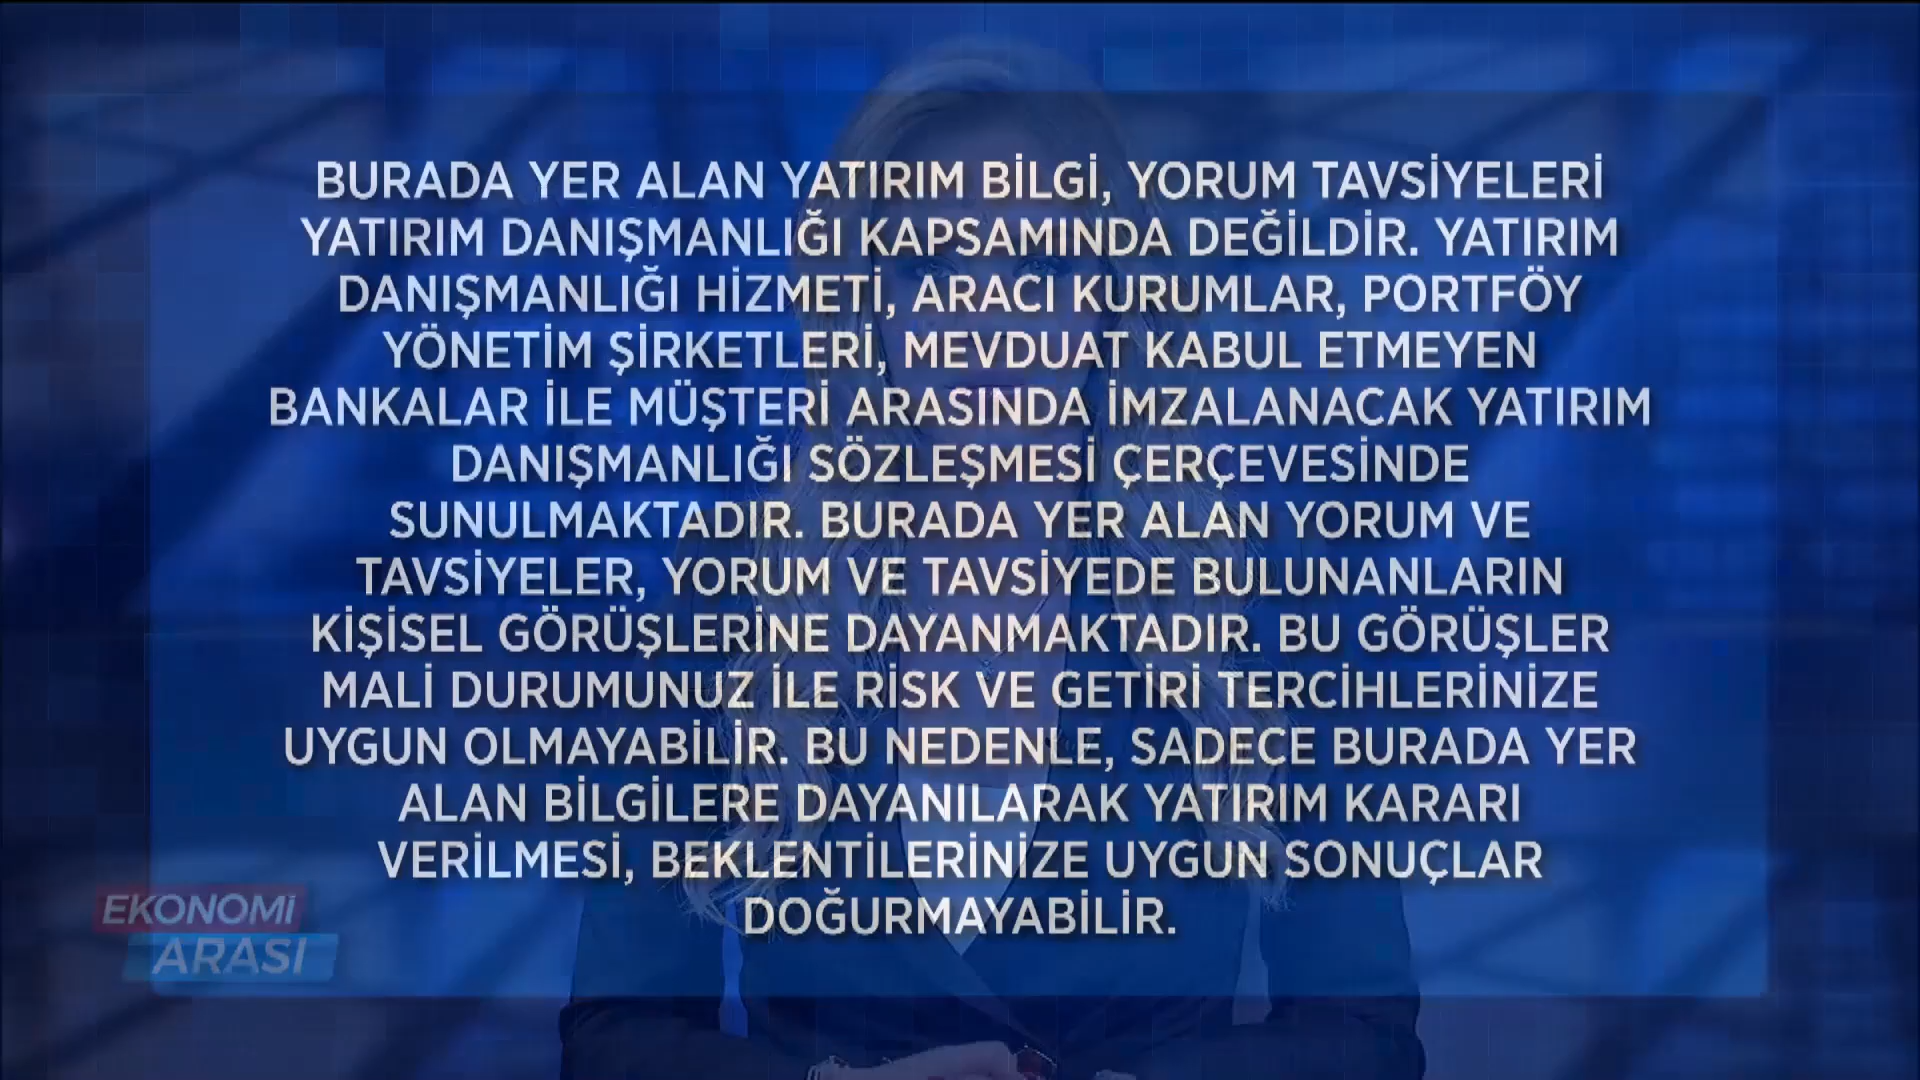 BURADA YER ALAN YATIRIM BİLGİ, YORUM TAVSİYELERİ
YATIRIM DANIŞMANLIĞI KAPSAMINDA DEĞİLDİR. YATIRIM
DANIŞMANLIĞI HİZMETİ, ARACI KURUMLAR, PORTFÖY
YÖNETİM ŞİRKETLERİ, MEVDUAT KABUL ETMEYEN
BANKALAR İLE MÜŞTERİ ARASINDA İMZALANACAK YATIRIM
DANIŞMANLIĞI SÖZLEŞMESİ ÇERÇEVESİNDE
SUNULMAKTADIR. BURADA YER ALAN YORUM VE
TAVSİYELER, YORUM VE TAVSİYEDE BULUNANLARIN
KİŞİSEL GÖRÜŞLERİNE DAYANMAKTADIR. BU GÖRÜŞLER
MALİ DURUMUNUZ İLE RİSK VE GETİRİ TERCİHLERİNİZE
UYGUN OLMAYABİLİR. BU NEDENLE, SADECE BURADA YER
ALAN BİLGİLERE DAYANILARAK YATIRIM KARARI
VERİLMESİ, BEKLENTİLERİNİZE UYGUN SONUÇLAR
DOĞURMAYABİLİR.
EKONOMİ
ARASI